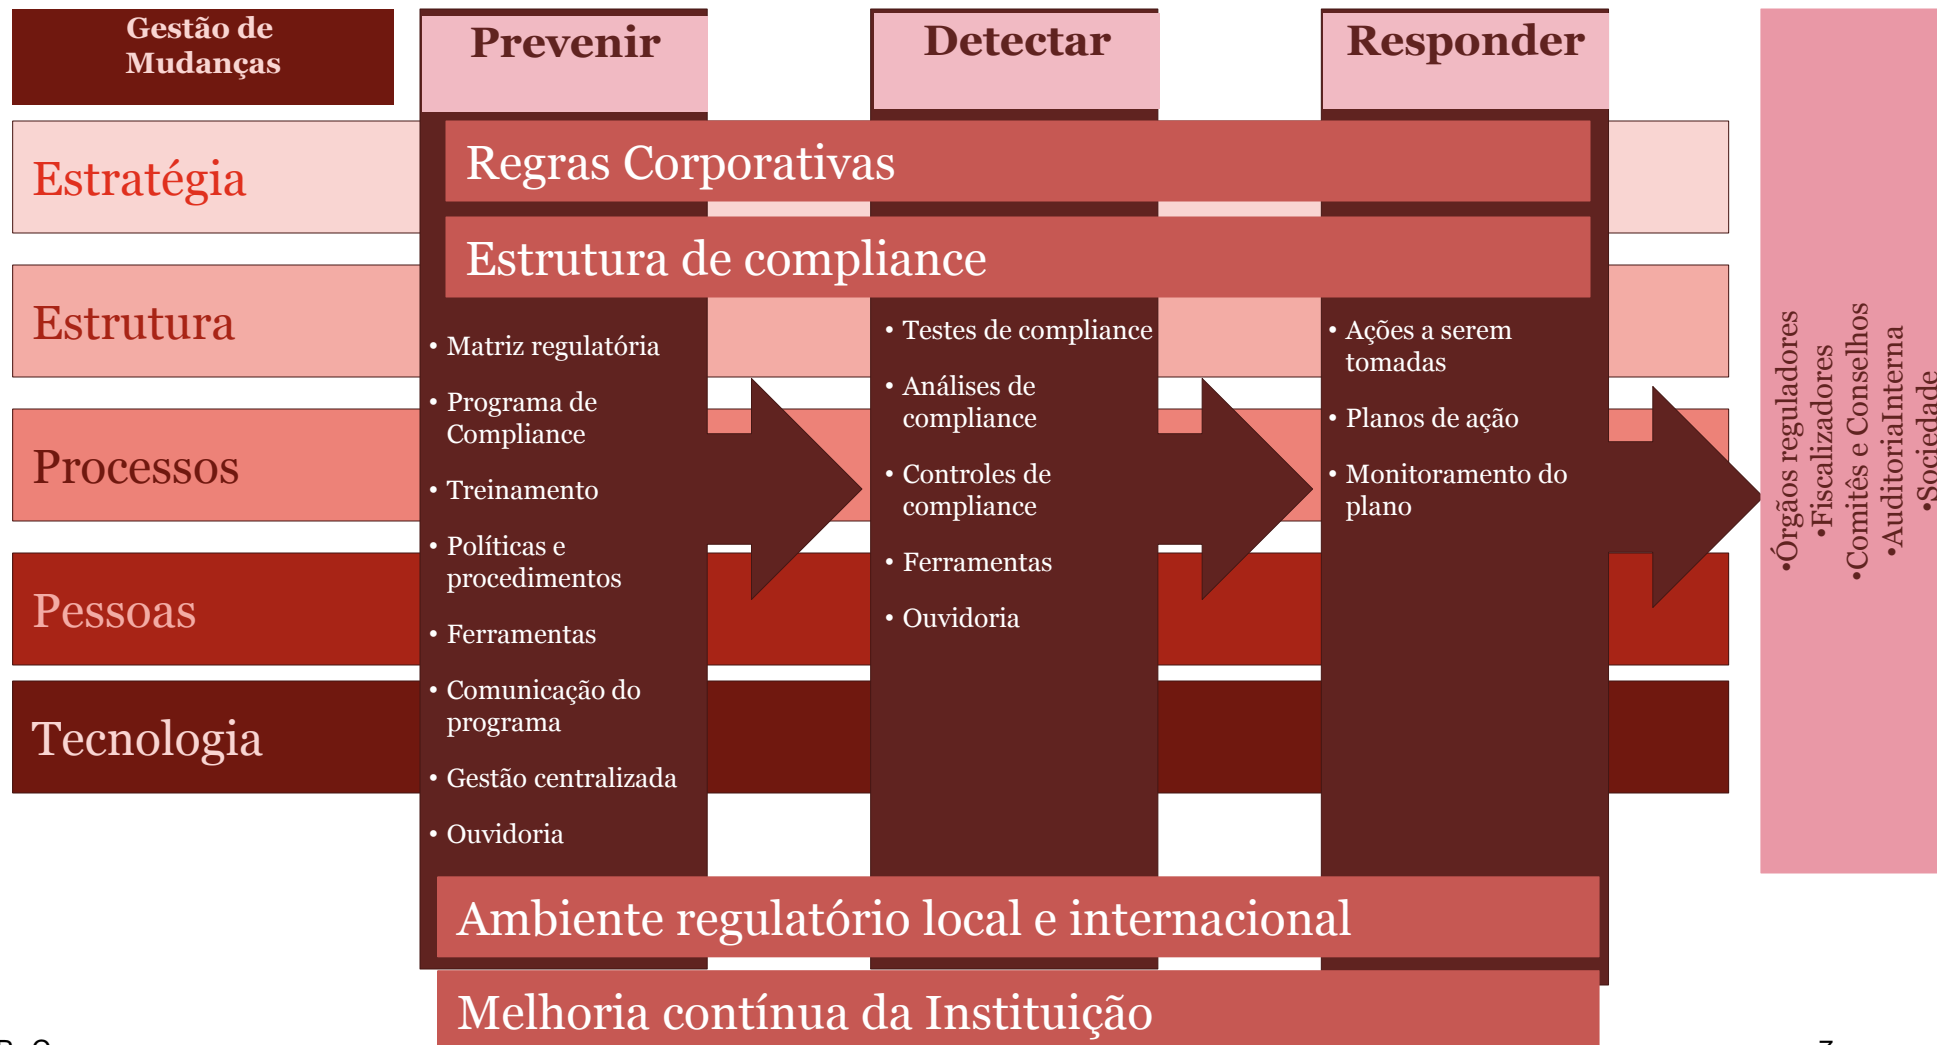 Gestão de
Mudanças
Prevenir
Detectar
Responder
Estratégia
Estrutura
Processos
Pessoas
Tecnologia
Regras Corporativas
Estrutura de compliance
• Matriz regulatória
• Programa de
Compliance
• Treinamento
• Políticas e
procedimentos
• Ferramentas
• Comunicação do
programa
• Gestão centralizada
• Ouvidoria
• Testes de compliance
• Análises de
compliance
• Controles de
compliance
• Ferramentas
• Ouvidoria
• Ações a serem
tomadas
• Planos de ação
• Monitoramento do
plano
•Órgãos reguladores
•Fiscalizadores
•Comitês e Conselhos
•AuditoriaInterna
•Sociedade
Ambiente regulatório local e internacional
Melhoria contínua da Instituição